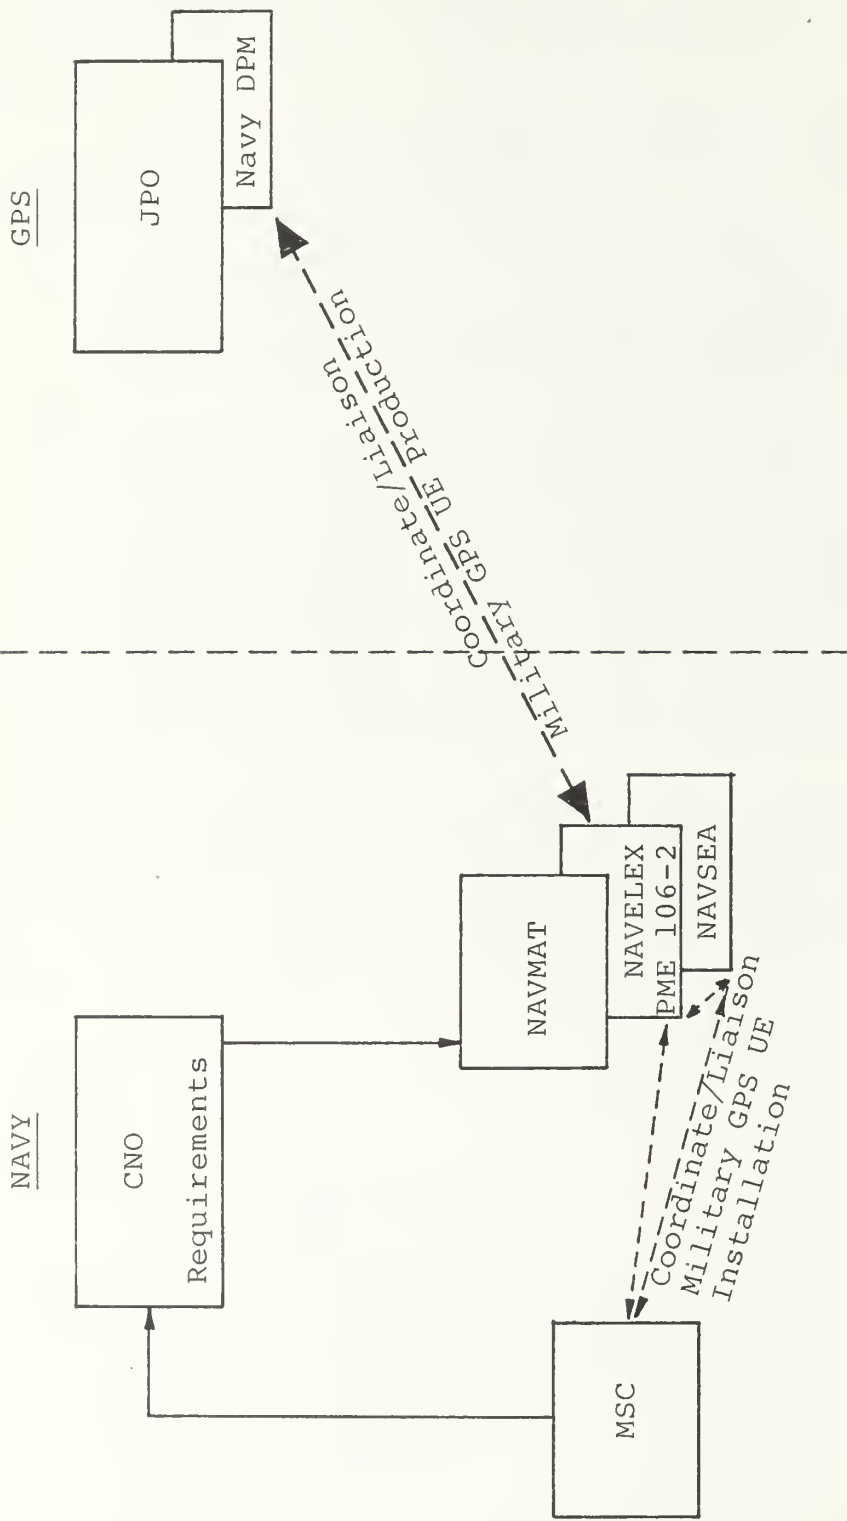 NAVY
GPS
CNO
Requirements
JPO
Navy DPM
Coordinate/Liaison
Military GPS UE Production
NAVMAT
NAVELEX
PME 106-2
NAVSEA
MSC
Coordinate/Liaison
Military GPS UE
Installation